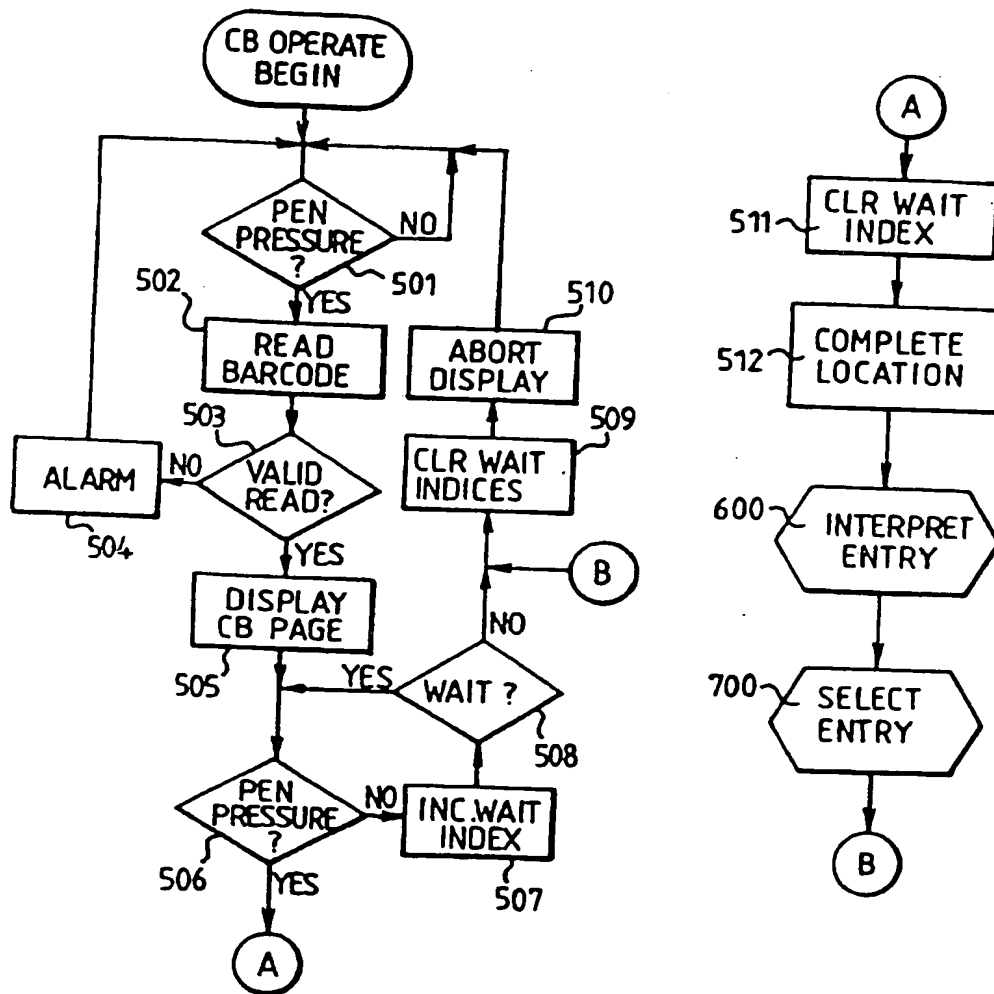 CB OPERATE
BEGIN
PEN
PRESSURE
?
NO
501
YES
502
READ
BARCODE
503
VALID
READ?
NO
ALARM
504
YES
DISPLAY
CB PAGE
505
YES
PEN
PRESSURE
?
506
NO
YES
A
INC.WAIT
INDEX
507
WAIT ?
508
NO
B
CLR WAIT
INDICES
509
ABORT
DISPLAY
510
A
511
CLR WAIT
INDEX
512
COMPLETE
LOCATION
600
INTERPRET
ENTRY
700
SELECT
ENTRY
B